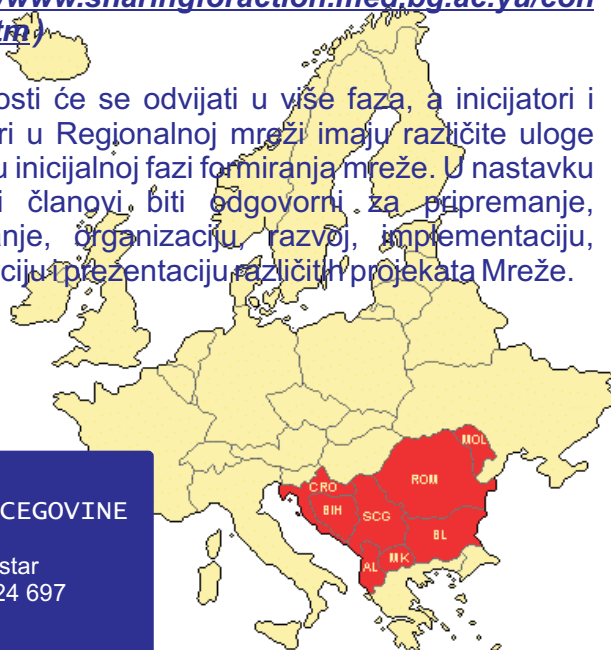 /www.sharingforaction.med.bg.ac.yu/con
tm)
osti će se odvijati u više faza, a inicijatori i
ri u Regionalnoj mreži imaju različite uloge
u inicijalnoj fazi formiranja mreže. U nastavku
i članovi biti odgovorni za pripremanje,
anje, organizaciju, razvoj, implementaciju,
ciju i prezentaciju različitih projekata Mreže.
MOL
ROM
CRO
BIH
SCG
BL
MK
AL
CEGOVINE
star
24 697